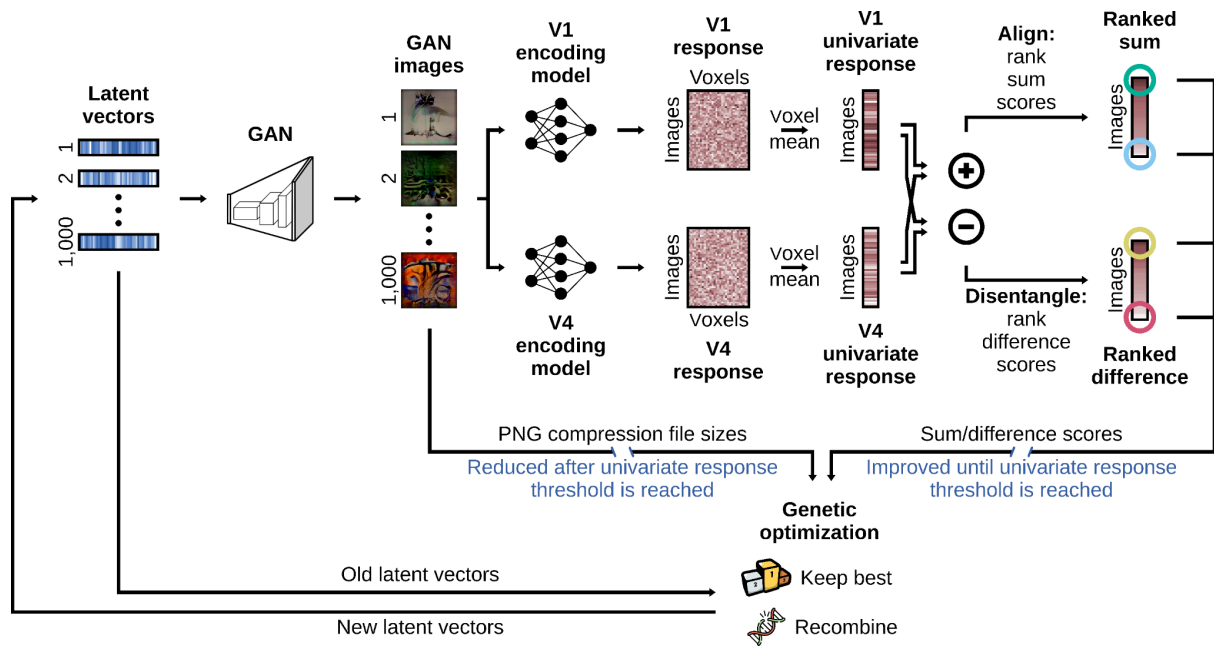 Latent
vectors
1
2
1,000
GAN
GAN
images
1
2
1,000
V1
encoding
model
V4
encoding
model
V1
response
Voxels
Images
Images
Voxels
V4
response
Voxel
mean
Voxel
mean
V1
univariate
response
Images
Images
V4
univariate
response
+
−
Align:
rank
sum
scores
Disentangle:
rank
difference
scores
Ranked
sum
Images
Images
Ranked
difference
PNG compression file sizes
Reduced after univariate response
threshold is reached
Sum/difference scores
Improved until univariate response
threshold is reached
Genetic
optimization
2
1
Keep best
Recombine
Old latent vectors
New latent vectors